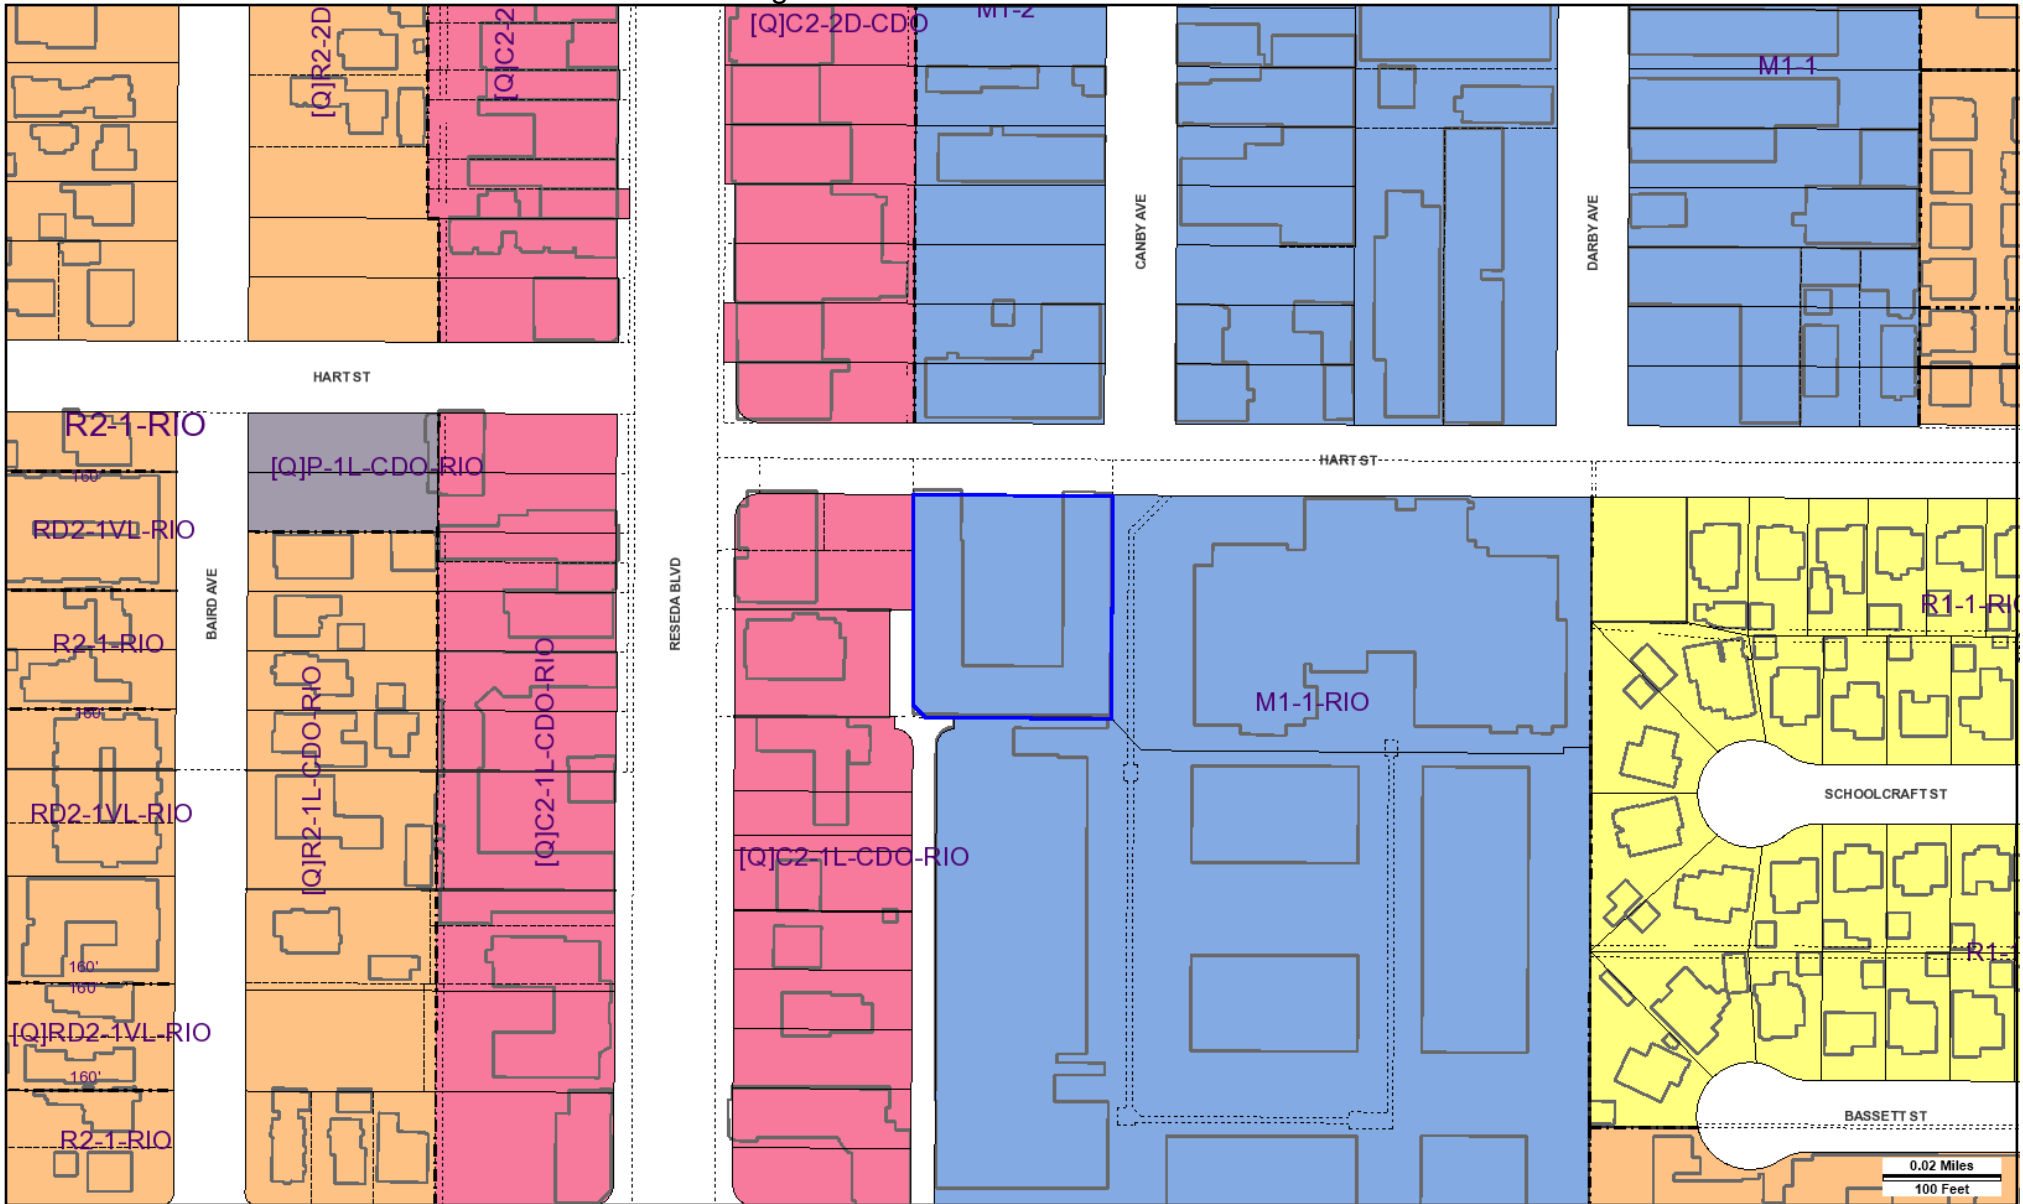 [Q]R2-2D
[Q]C2-2
[Q]C2-2D-CDO
M1-2
M1-1
CANBY AVE
DARBY AVE
HART ST
R2-1-RIO
[Q]P-1L-CDO-RIO
HART ST
160'
RD2-1VL-RIO
BAIRD AVE
RESEDA BLVD
R1-1-RIO
R2-1-RIO
[Q]R2-1L-CDO-RIO
[Q]C2-1L-CDO-RIO
M1-1-RIO
160'
SCHOOLCRAFT ST
RD2-1VL-RIO
[Q]C2-1L-CDO-RIO
R1-
160'
160'
[Q]RD2-1VL-RIO
160'
BASSETT ST
R2-1-RIO
0.02 Miles
100 Feet